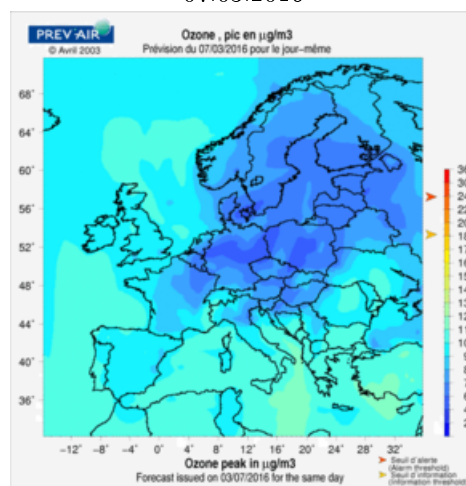 07.03.2016
PREV'AIR
© Avril 2003
Ozone , pic en µg/m3
Prévision du 07/03/2016 pour le jour-même
68°
64°
60°
56°
52°
48°
44°
40°
36°
-12° -8° -4° 0° 4° 8° 12° 16° 20° 24° 28° 32°
Ozone peak in µg/m3
Forecast issued on 03/07/2016 for the same day
Seuil d'alerte
(Alarm threshold)
Seuil d'information
(Information threshold)